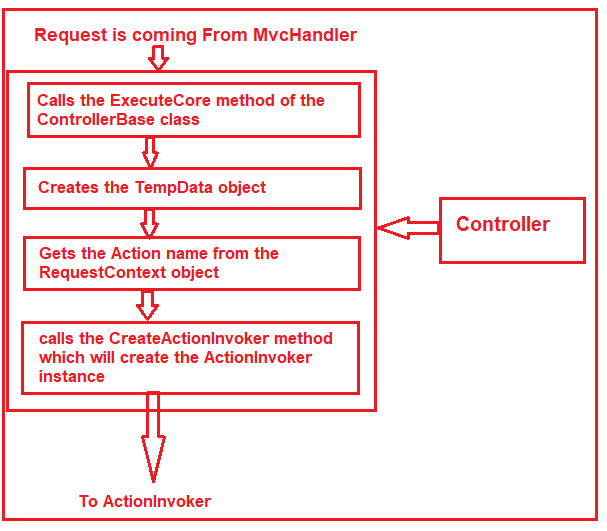 Request is coming From MvcHandler
Calls the ExecuteCore method of the
ControllerBase class
Creates the TempData object
Controller
Gets the Action name from the
RequestContext object
calls the CreateActionInvoker method
which will create the ActionInvoker
instance
To ActionInvoker